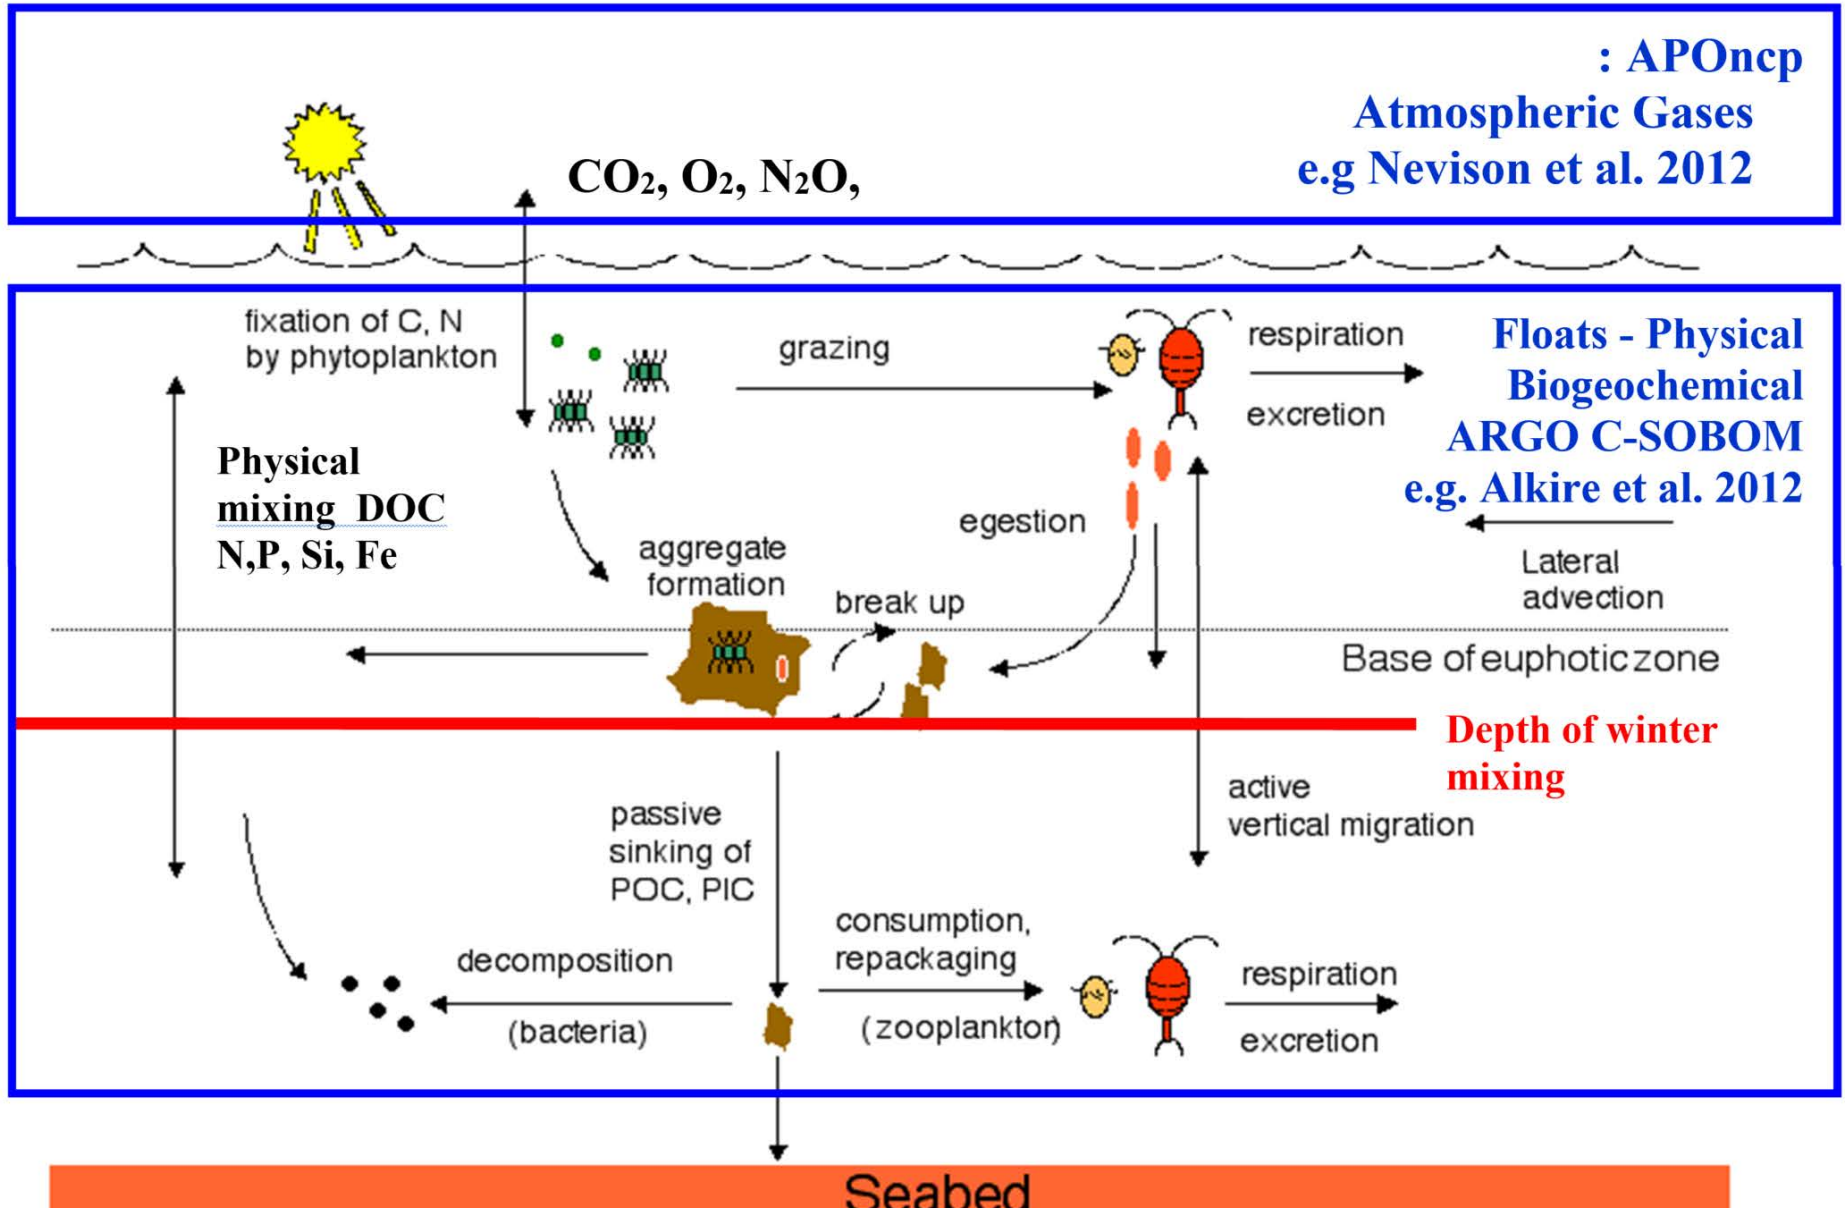 : APOncp
Atmospheric Gases
e.g Nevison et al. 2012
CO₂, O₂, N₂O,
fixation of C, N
by phytoplankton
grazing
respiration
excretion
Floats - Physical
Biogeochemical
ARGO C-SOBOM
e.g. Alkire et al. 2012
Physical
mixing DOC
N,P, Si, Fe
egestion
aggregate
formation
break up
Lateral
advection
Base of euphotic zone
Depth of winter
mixing
active
vertical migration
passive
sinking of
POC, PIC
consumption,
repackaging
(zooplankton)
decomposition
(bacteria)
respiration
excretion
Seabed